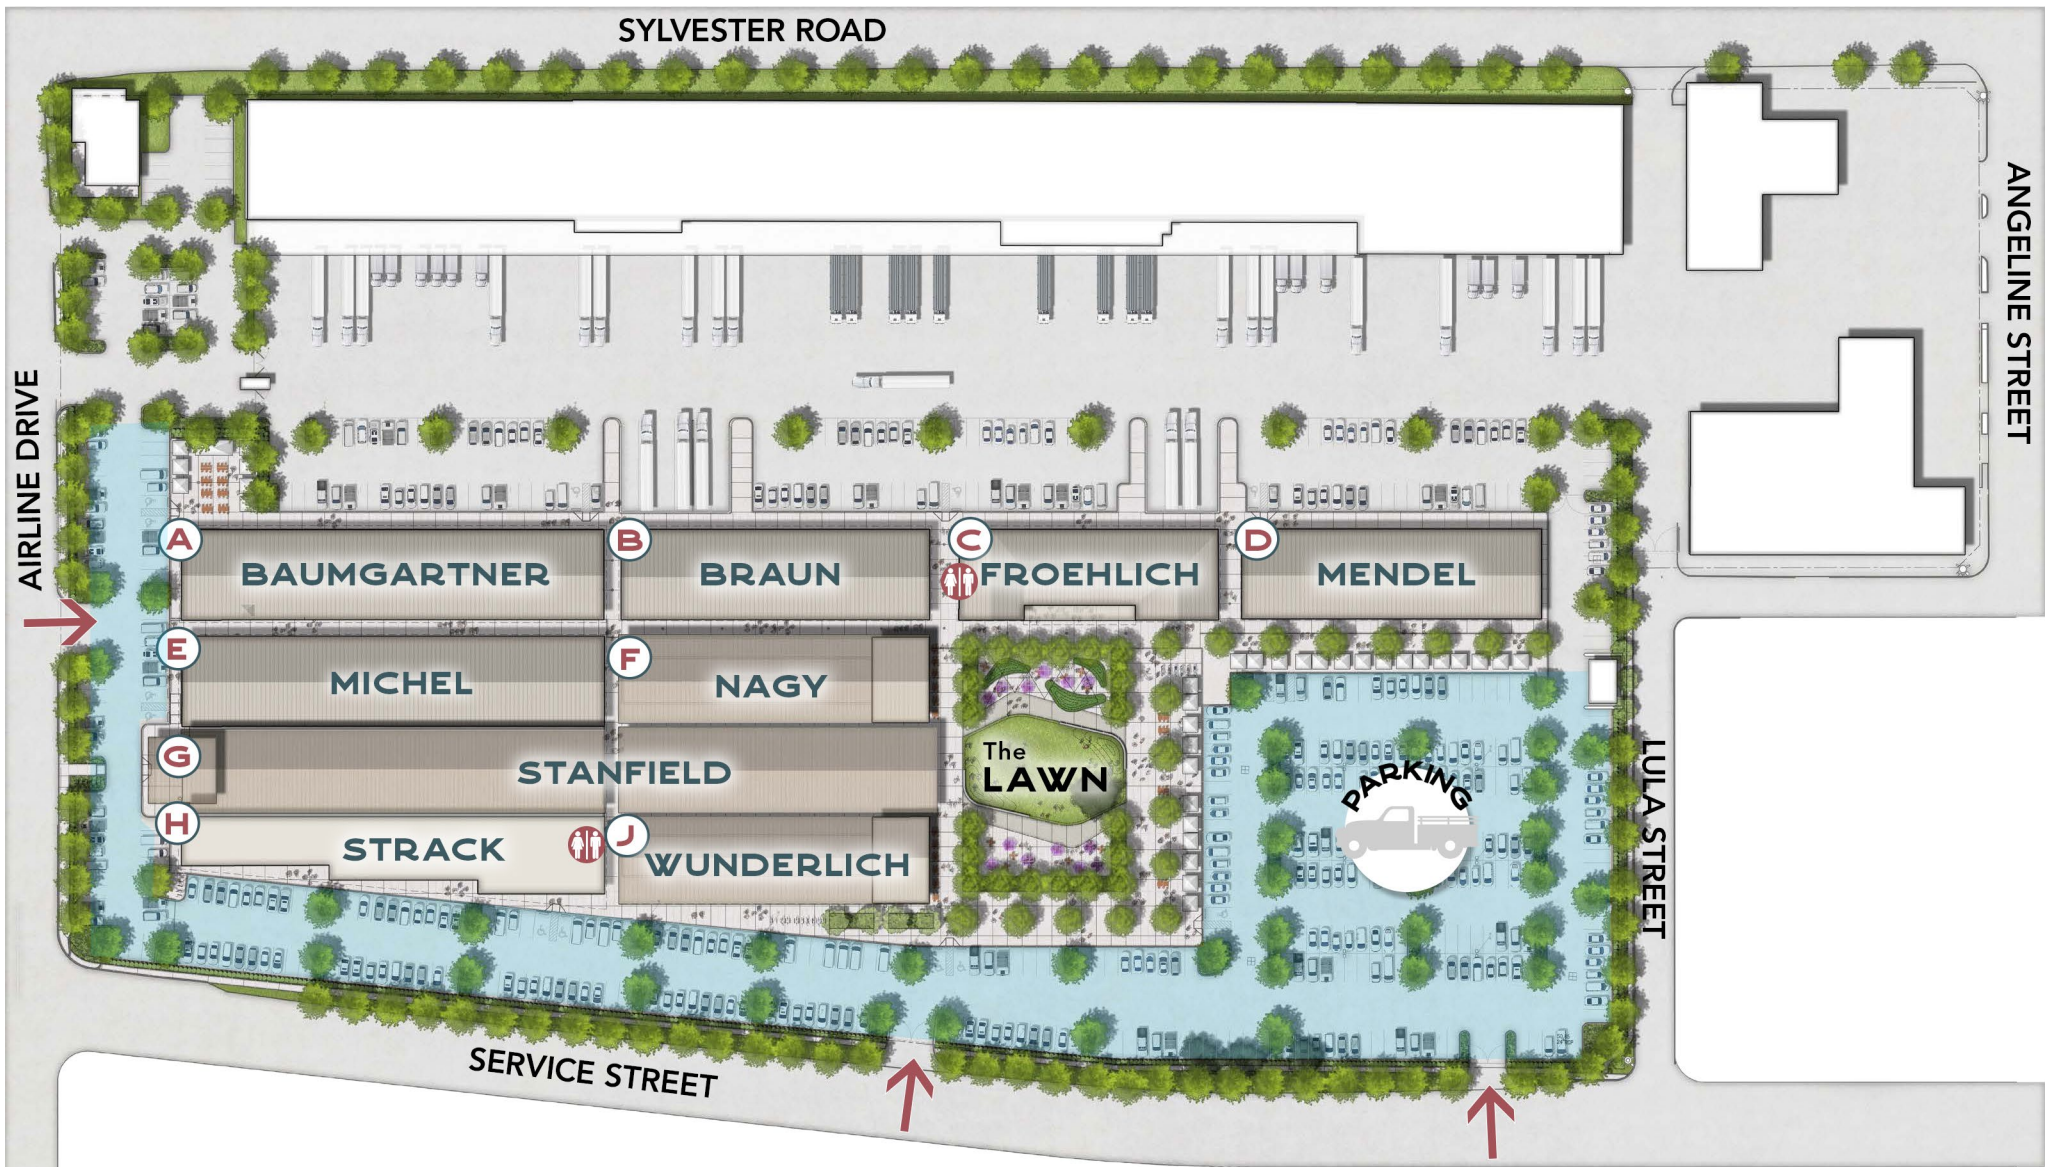 SYLVESTER ROAD
ANGELINE STREET
AIRLINE DRIVE
A
BAUMGARTNER
B
BRAUN
C
FROEHLICH
D
MENDEL
E
MICHEL
F
NAGY
G
STANFIELD
The
LAWN
PARKING
LULA STREET
H
STRACK
J
WUNDERLICH
SERVICE STREET